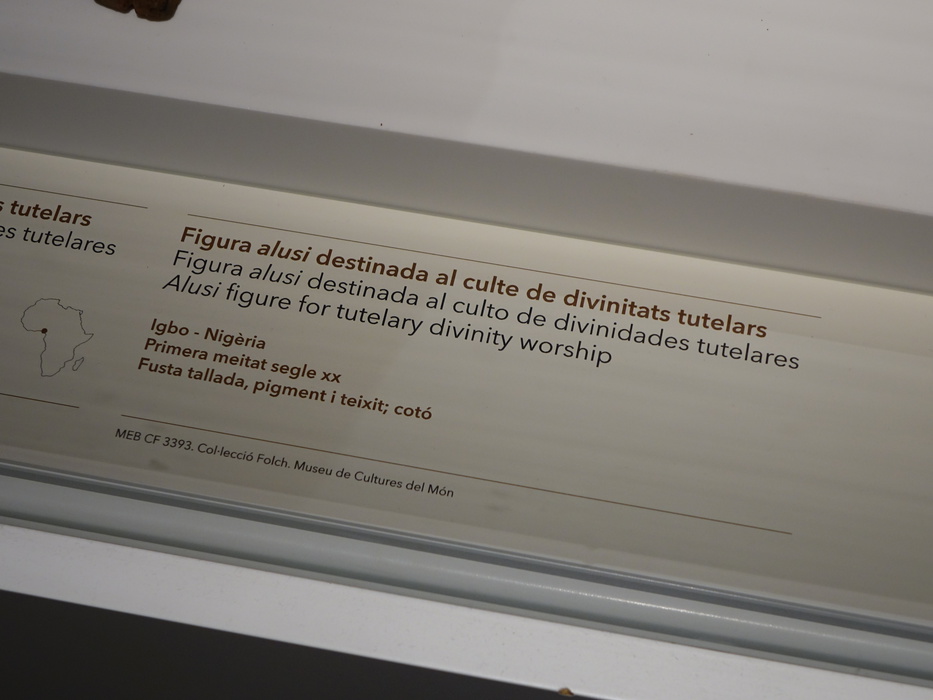 s tutelars
es tutelares
Figura alusi destinada al culte de divinitats tutelars
Figura alusi destinada al culto de divinidades tutelares
Alusi figure for tutelary divinity worship
Igbo - Nigèria
Primera meitat segle xx
Fusta tallada, pigment i teixit; cotó
MEB CF 3393. Col·lecció Folch. Museu de Cultures del Món